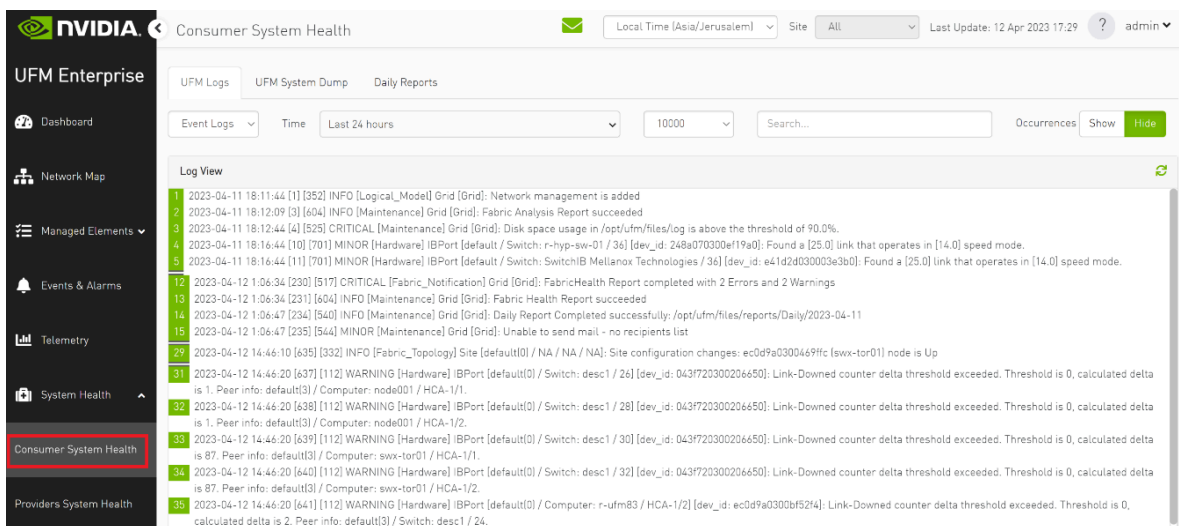 NVIDIA.
Consumer System Health
Local Time (Asia/Jerusalem)
Site
All
Last Update: 12 Apr 2023 17:29
?
admin
UFM Enterprise
Dashboard
Network Map
Managed Elements
Events & Alarms
Telemetry
System Health
Consumer System Health
Providers System Health
UFM Logs
UFM System Dump
Daily Reports
Event Logs
Time
Last 24 hours
10000
Search...
Occurrences
Show
Hide
Log View
1 2023-04-11 18:11:44 [1] [352] INFO [Logical_Model] Grid [Grid]: Network management is added
2 2023-04-11 18:12:09 [3] [604] INFO [Maintenance] Grid [Grid]: Fabric Analysis Report succeeded
3 2023-04-11 18:12:44 [4] [525] CRITICAL [Maintenance] Grid [Grid]: Disk space usage in /opt/ufm/files/log is above the threshold of 90.0%.
4 2023-04-11 18:16:44 [10] [701] MINOR [Hardware] IBPort [default / Switch: r-hyp-sw-01 / 36] [dev_id: 248a070300ef19a0]: Found a [25.0] link that operates in [14.0] speed mode.
5 2023-04-11 18:16:44 [11] [701] MINOR [Hardware] IBPort [default / Switch: SwitchIB Mellanox Technologies / 36] [dev_id: e41d2d030003e3b0]: Found a [25.0] link that operates in [14.0] speed mode.
12 2023-04-12 1:06:34 [230] [517] CRITICAL [Fabric_Notification] Grid [Grid]: FabricHealth Report completed with 2 Errors and 2 Warnings
13 2023-04-12 1:06:34 [231] [604] INFO [Maintenance] Grid [Grid]: Fabric Health Report succeeded
14 2023-04-12 1:06:47 [234] [540] INFO [Maintenance] Grid [Grid]: Daily Report Completed successfully: /opt/ufm/files/reports/Daily/2023-04-11
15 2023-04-12 1:06:47 [235] [544] MINOR [Maintenance] Grid [Grid]: Unable to send mail - no recipients list
29 2023-04-12 14:46:10 [635] [332] INFO [Fabric_Topology] Site [default(0) / NA / NA / NA]: Site configuration changes: ec0d9a0300469ffc (swx-tor01) node is Up
31 2023-04-12 14:46:20 [637] [112] WARNING [Hardware] IBPort [default(0) / Switch: desc1 / 26] [dev_id: 043f720300206650]: Link-Downed counter delta threshold exceeded. Threshold is 0, calculated delta
is 1. Peer info: default(3) / Computer: node001 / HCA-1/1.
32 2023-04-12 14:46:20 [638] [112] WARNING [Hardware] IBPort [default(0) / Switch: desc1 / 28] [dev_id: 043f720300206650]: Link-Downed counter delta threshold exceeded. Threshold is 0, calculated delta
is 1. Peer info: default(3) / Computer: node001 / HCA-1/2.
33 2023-04-12 14:46:20 [639] [112] WARNING [Hardware] IBPort [default(0) / Switch: desc1 / 30] [dev_id: 043f720300206650]: Link-Downed counter delta threshold exceeded. Threshold is 0, calculated delta
is 87. Peer info: default(3) / Computer: swx-tor01 / HCA-1/1.
34 2023-04-12 14:46:20 [640] [112] WARNING [Hardware] IBPort [default(0) / Switch: desc1 / 32] [dev_id: 043f720300206650]: Link-Downed counter delta threshold exceeded. Threshold is 0, calculated delta
is 87. Peer info: default(3) / Computer: swx-tor01 / HCA-1/2.
35 2023-04-12 14:46:20 [641] [112] WARNING [Hardware] IBPort [default(0) / Computer: r-ufm83 / HCA-1/2] [dev_id: ec0d9a0300bf52f4]: Link-Downed counter delta threshold exceeded. Threshold is 0,
calculated delta is 2. Peer info: default(3) / Switch: desc1 / 24.